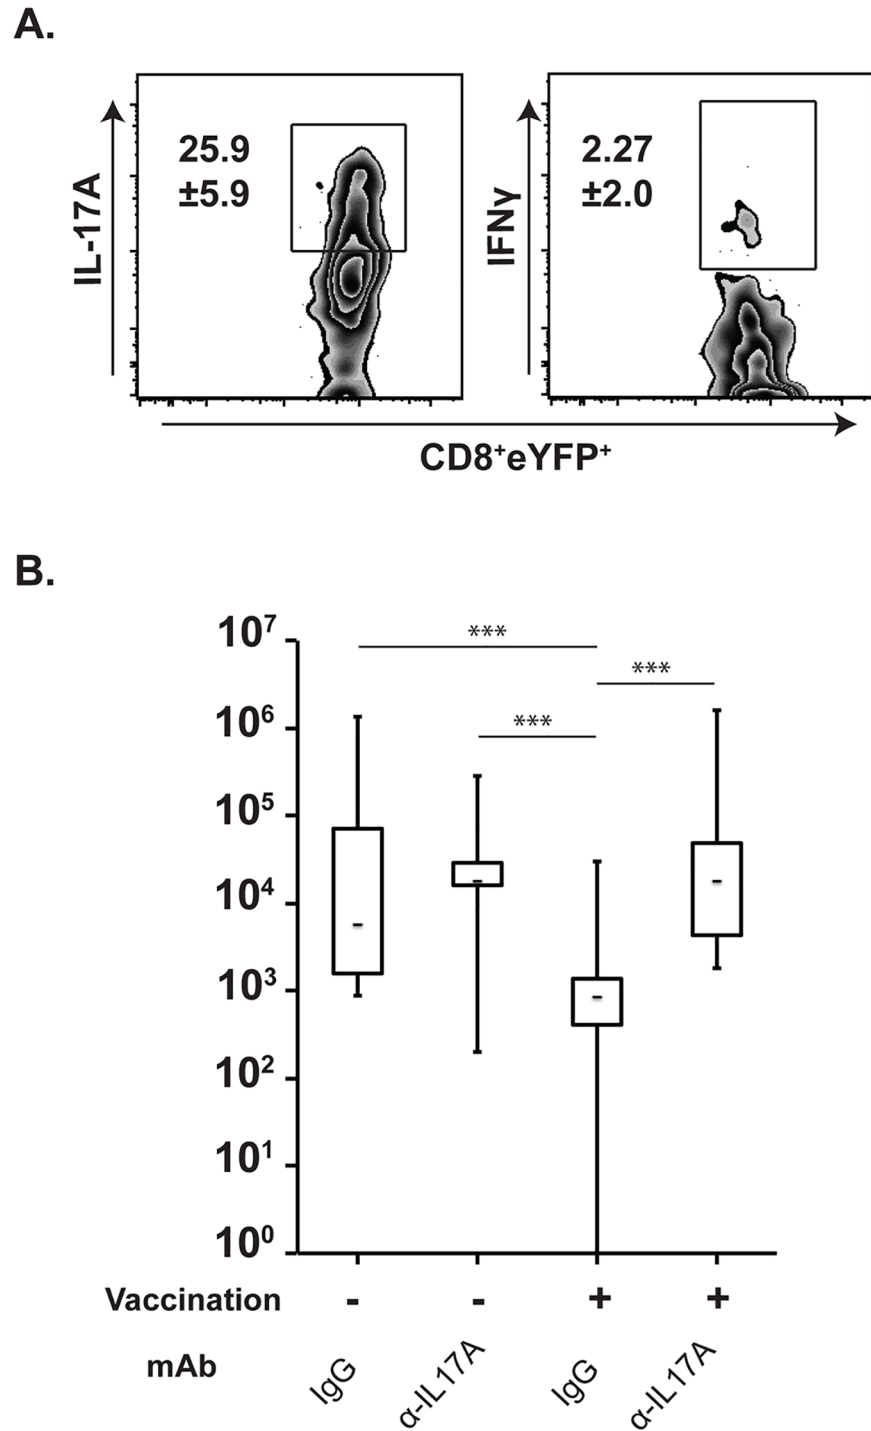 A.
IL-17A
25.9
±5.9
IFNγ
2.27
±2.0
CD8⁺eYFP⁺
B.
10⁷
10⁶
10⁵
10⁴
10³
10²
10¹
10⁰
***
***
***
Vaccination - - + +
mAb IgG α-IL17A IgG α-IL17A